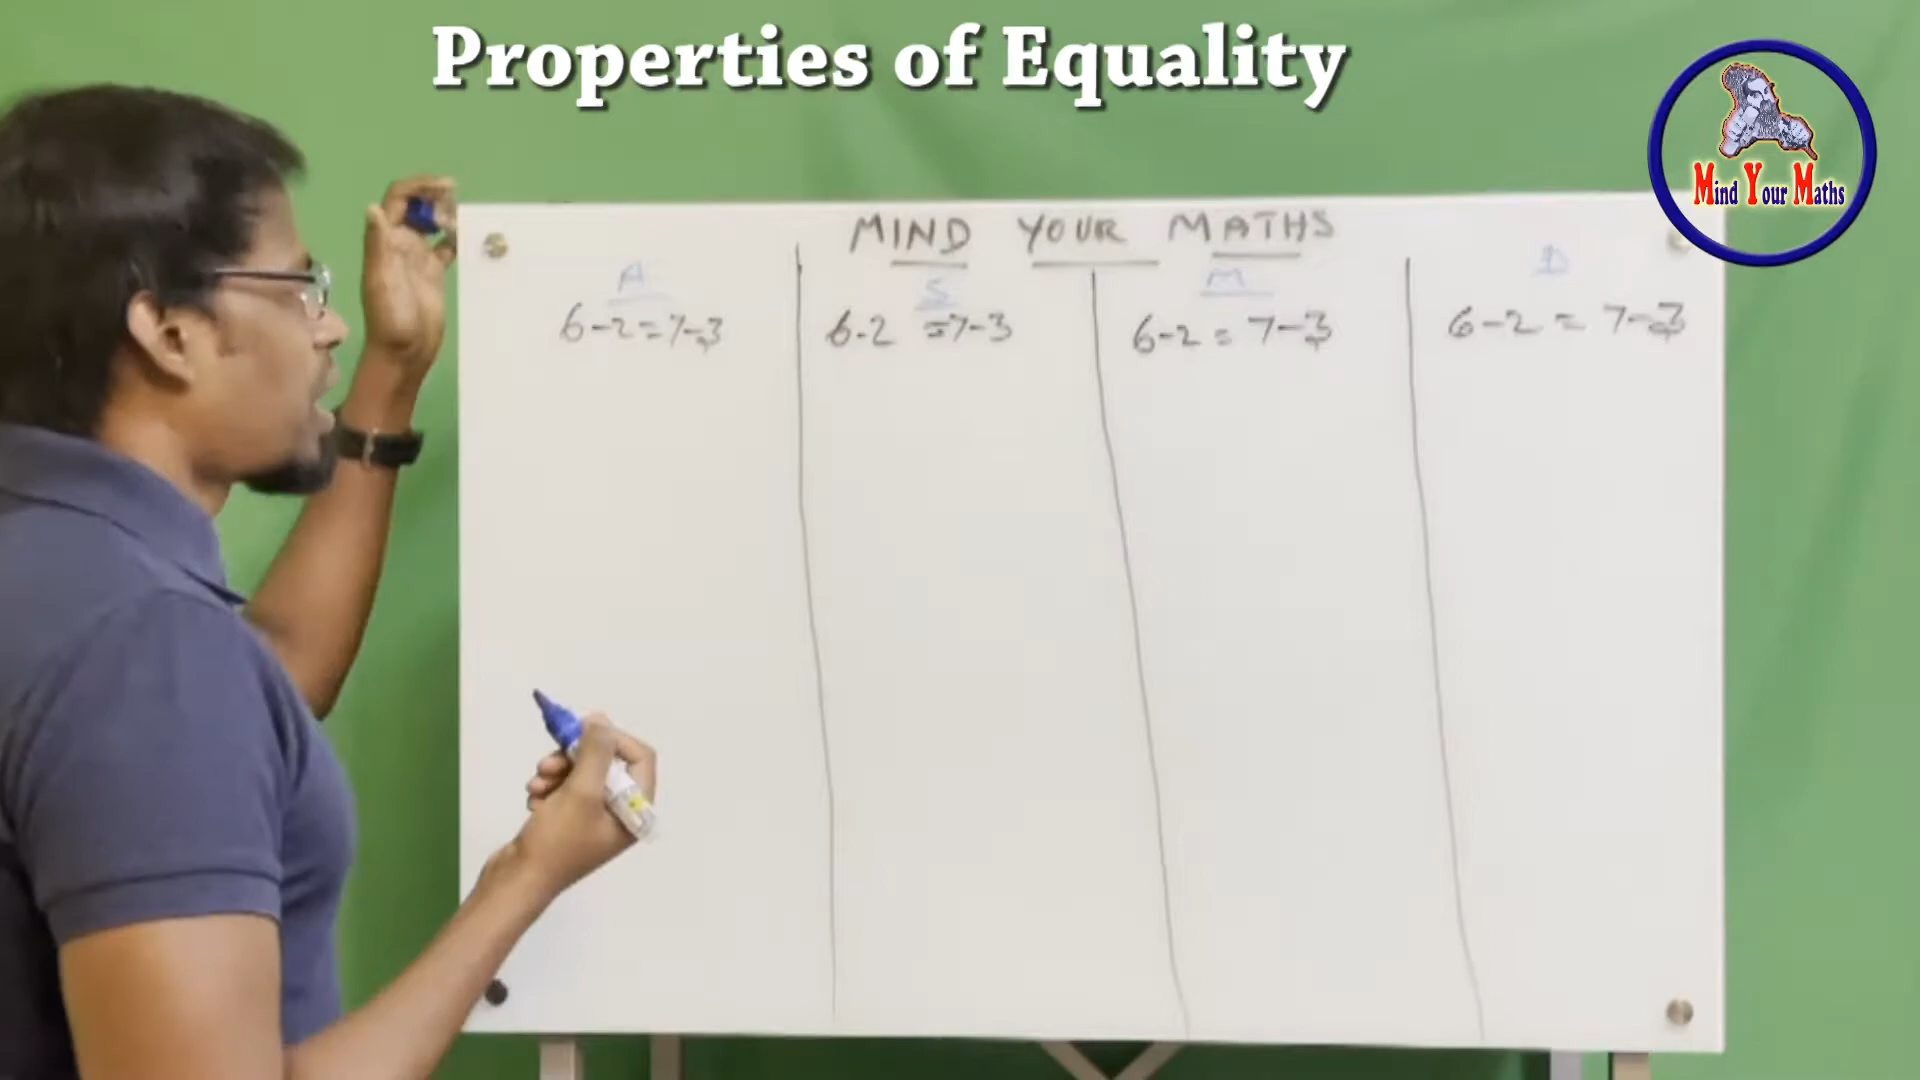 Properties of Equality
Mind Your Maths
MIND YOUR MATHS
A
6-2=7-3
S
6-2 =7-3
M
6-2= 7-3
D
6-2 = 7-3